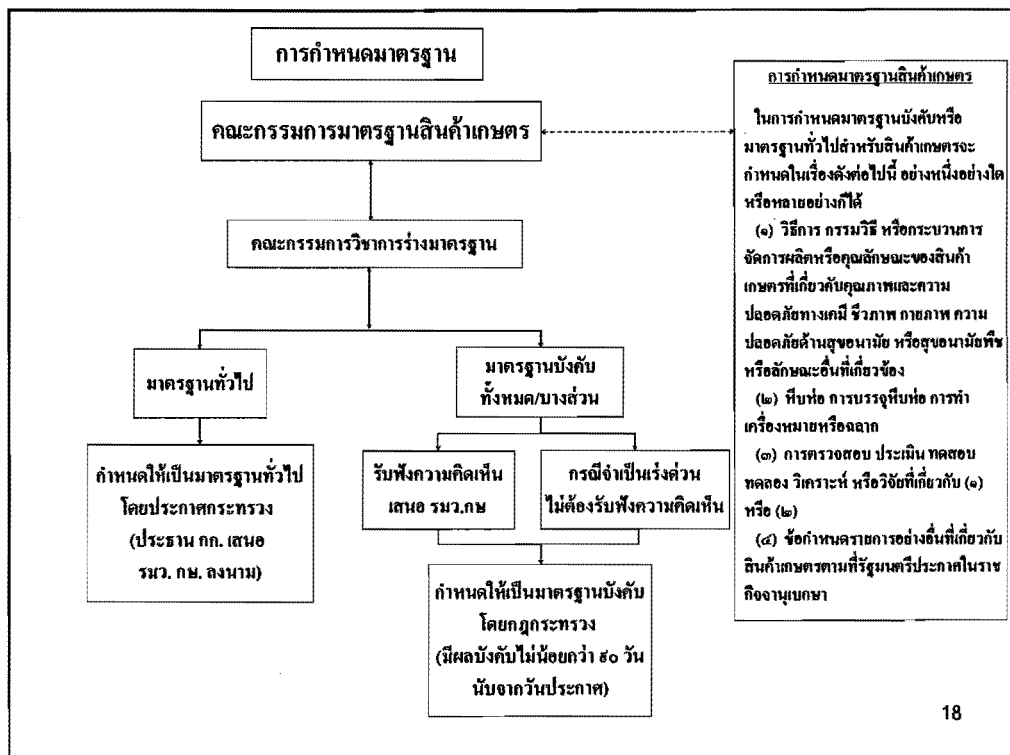 การกำหนดมาตรฐาน
คณะกรรมการมาตรฐานสินค้าเกษตร
คณะกรรมการวิชาการร่างมาตรฐาน
มาตรฐานทั่วไป
มาตรฐานบังคับ
ทั้งหมด/บางส่วน
กำหนดให้เป็นมาตรฐานทั่วไป
โดยประกาศกระทรวง
(ประธาน กก. เสนอ
รมว. กษ. ลงนาม)
รับฟังความคิดเห็น
เสนอ รมว.กษ
กรณีจำเป็นเร่งด่วน
ไม่ต้องรับฟังความคิดเห็น
กำหนดให้เป็นมาตรฐานบังคับ
โดยกฎกระทรวง
(มีผลบังคับไม่น้อยกว่า ๙๐ วัน
นับจากวันประกาศ)
การกำหนดมาตรฐานสินค้าเกษตร
ในการกำหนดมาตรฐานบังคับหรือ
มาตรฐานทั่วไปสำหรับสินค้าเกษตรจะ
กำหนดในเรื่องดังต่อไปนี้ อย่างหนึ่งอย่างใด
หรือหลายอย่างก็ได้
(๑) วิธีการ กรรมวิธี หรือกระบวนการ
จัดการผลิตหรือคุณลักษณะของสินค้า
เกษตรที่เกี่ยวกับคุณภาพและความ
ปลอดภัยทางเคมี ชีวภาพ กายภาพ ความ
ปลอดภัยด้านสุขอนามัย หรือสุขอนามัยพืช
หรือลักษณะอื่นที่เกี่ยวข้อง
(๒) หีบห่อ การบรรจุหีบห่อ การทำ
เครื่องหมายหรือฉลาก
(๓) การตรวจสอบ ประเมิน ทดสอบ
ทดลอง วิเคราะห์ หรือวิจัยที่เกี่ยวกับ (๑)
หรือ (๒)
(๔) ข้อกำหนดรายการอย่างอื่นที่เกี่ยวกับ
สินค้าเกษตรตามที่รัฐมนตรีประกาศในราช
กิจจานุเบกษา
18